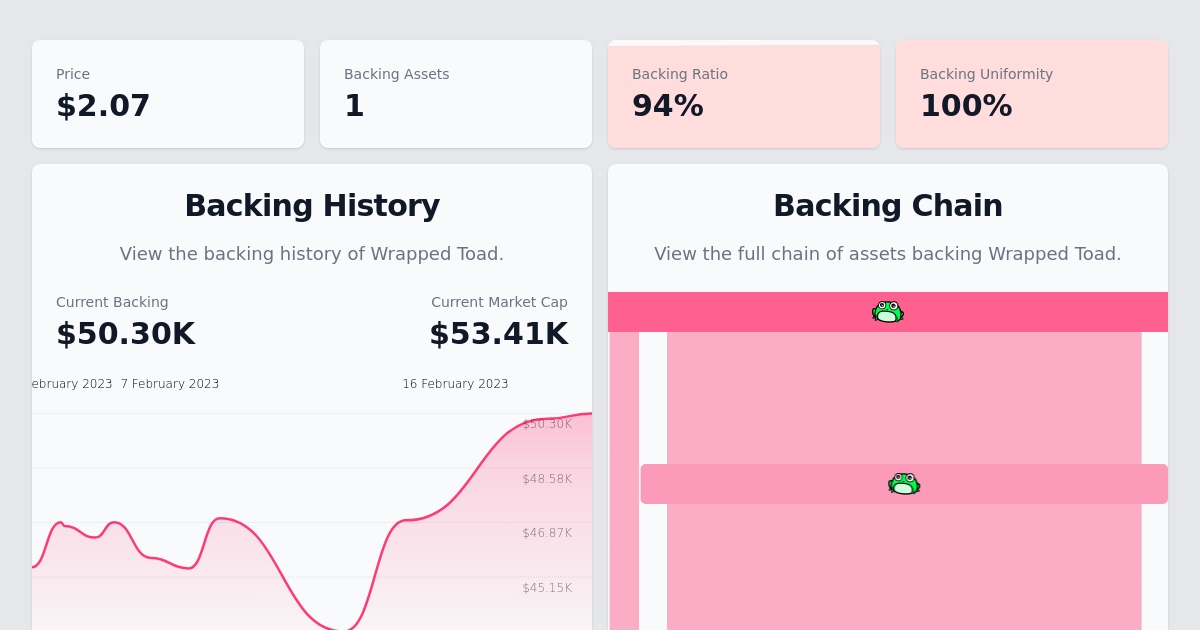 Price
$2.07
Backing Assets
1
Backing Ratio
94%
Backing Uniformity
100%
Backing History
View the backing history of Wrapped Toad.
Current Backing
$50.30K
Current Market Cap
$53.41K
ebruary 2023
7 February 2023
16 February 2023
$50.30K
$48.58K
$46.87K
$45.15K
Backing Chain
View the full chain of assets backing Wrapped Toad.